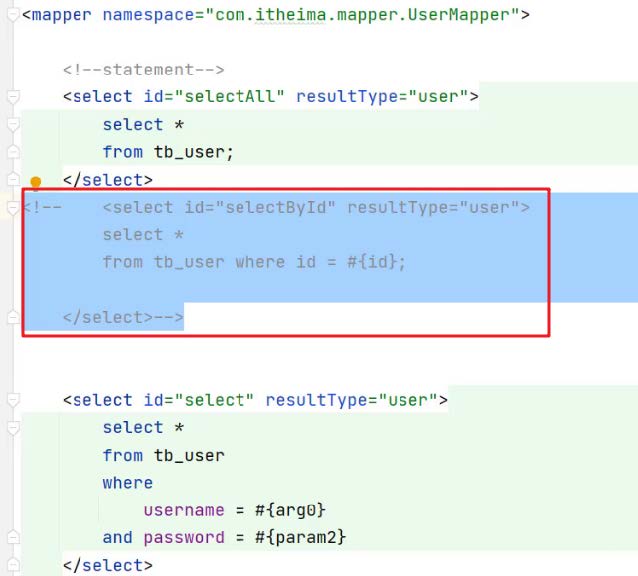 <mapper namespace="com.itheima.mapper.UserMapper">
<!--statement-->
<select id="selectAll" resultType="user">
select *
from tb_user;
</select>
<!-- <select id="selectById" resultType="user">
select *
from tb_user where id = #{id};
</select>-->
<select id="select" resultType="user">
select *
from tb_user
where
username = #{arg0}
and password = #{param2}
</select>